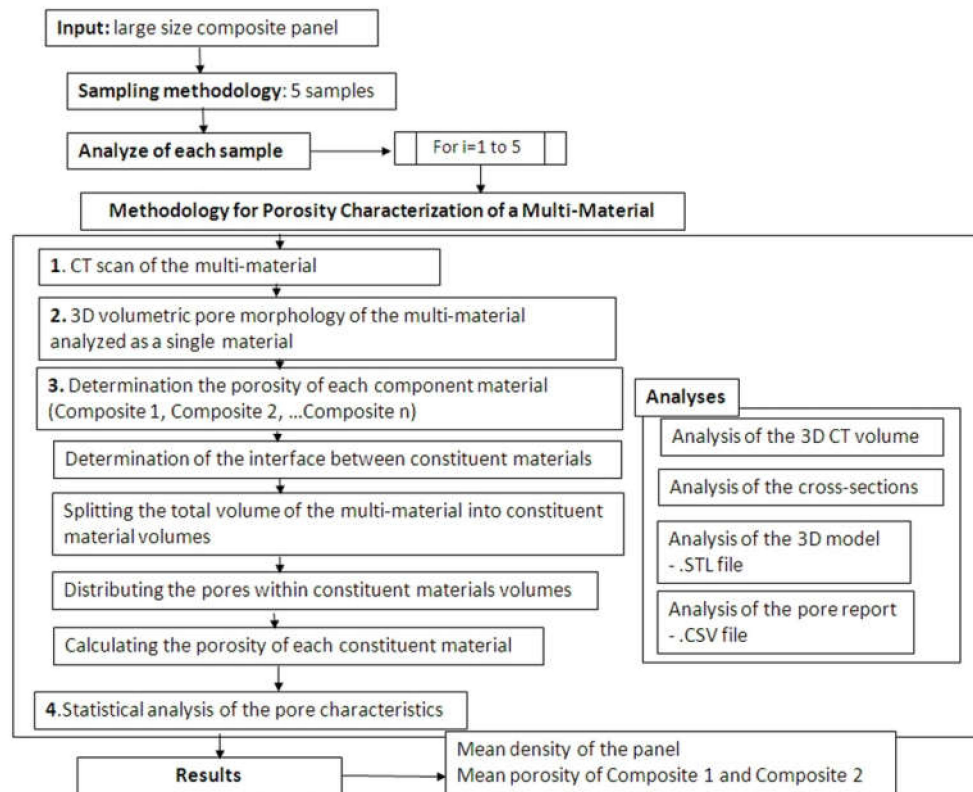 Input: large size composite panel
Sampling methodology: 5 samples
Analyze of each sample
For i=1 to 5
Methodology for Porosity Characterization of a Multi-Material
1. CT scan of the multi-material
2. 3D volumetric pore morphology of the multi-material
analyzed as a single material
3. Determination the porosity of each component material
(Composite 1, Composite 2, ...Composite n)
Determination of the interface between constituent materials
Splitting the total volume of the multi-material into constituent
material volumes
Distributing the pores within constituent materials volumes
Calculating the porosity of each constituent material
4.Statistical analysis of the pore characteristics
Analyses
Analysis of the 3D CT volume
Analysis of the cross-sections
Analysis of the 3D model
- .STL file
Analysis of the pore report
- .CSV file
Results
Mean density of the panel
Mean porosity of Composite 1 and Composite 2